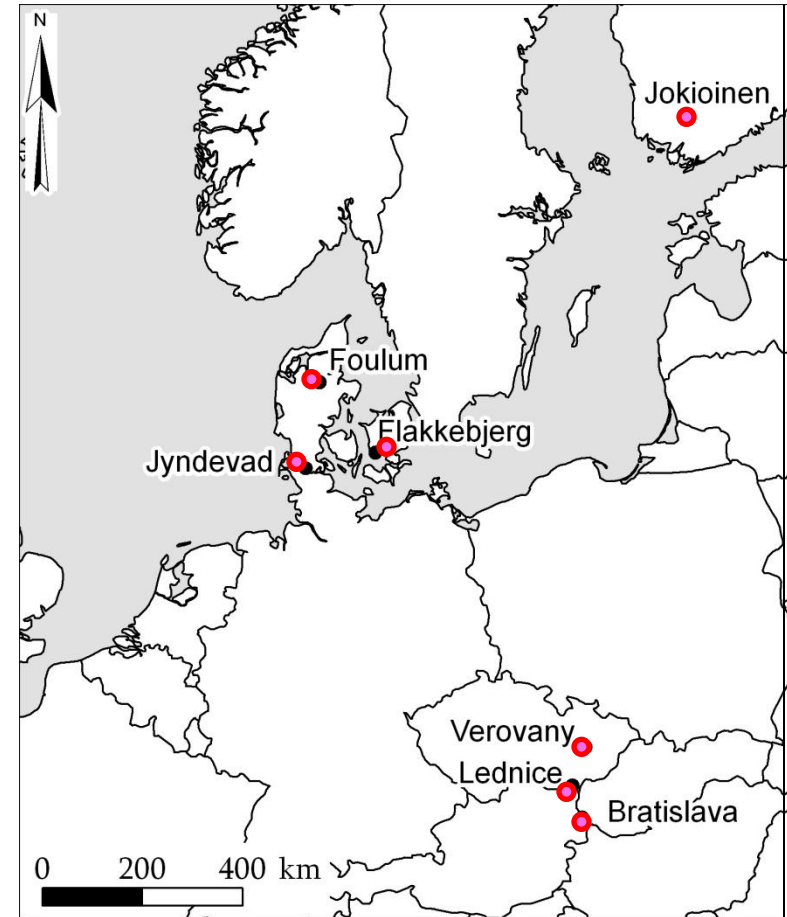 N
Jokioinen
Foulum
Flakkebjerg
Jyndevad
Verovany
Lednice
Bratislava
0 200 400 km